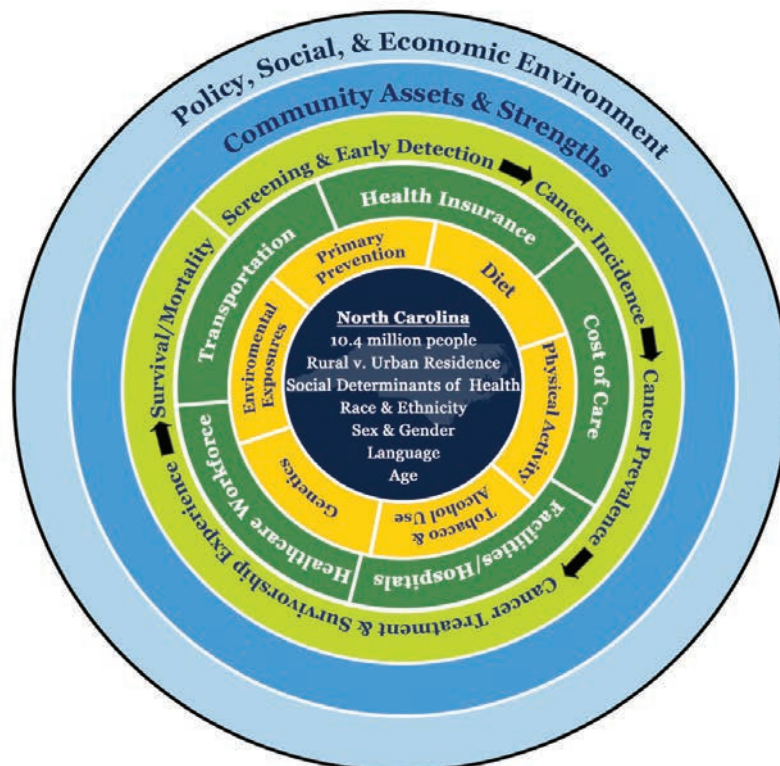 Policy, Social, & Economic Environment
Community Assets & Strengths
Screening & Early Detection
Cancer Incidence
Cancer Prevalence
Cancer Treatment & Survivorship Experience
Survival/Mortality
Health Insurance
Cost of Care
Facilities/Hospitals
Healthcare Workforce
Transportation
Primary
Prevention
Diet
Physical Activity
Tobacco &
Alcohol Use
Genetics
Enviromental
Exposures
North Carolina
10.4 million people
Rural v. Urban Residence
Social Determinants of Health
Race & Ethnicity
Sex & Gender
Language
Age